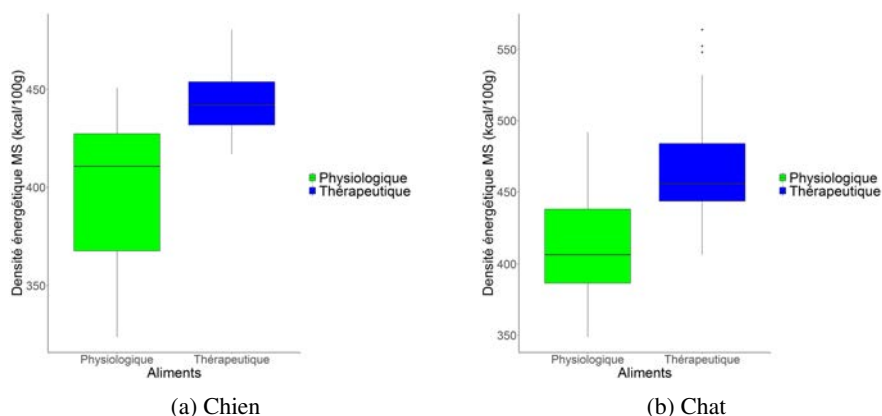 Densité énergétique MS (kcal/100g)
450
400
350
Physiologique
Thérapeutique
Aliments
Physiologique
Thérapeutique
(a) Chien
Densité énergétique MS (kcal/100g)
550
500
450
400
350
Physiologique
Thérapeutique
Aliments
Physiologique
Thérapeutique
(b) Chat